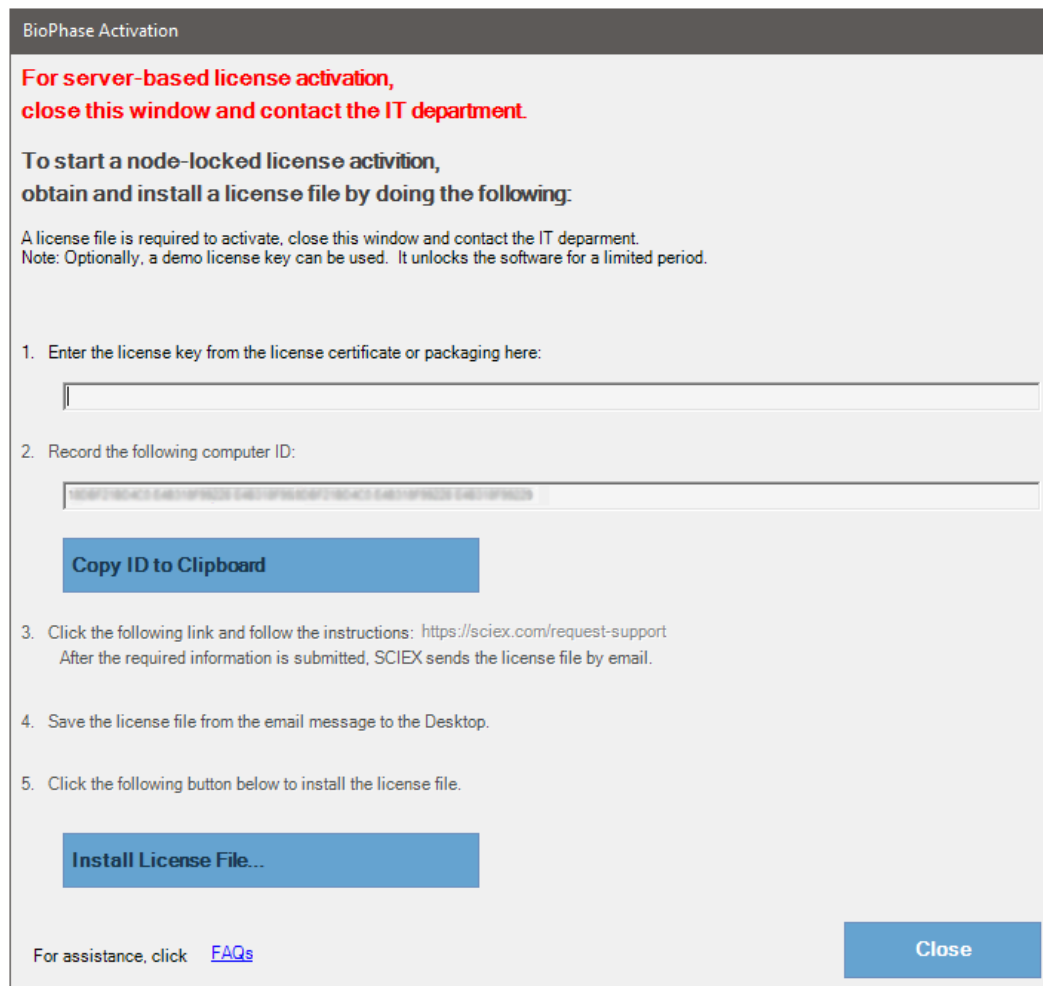 BioPhase Activation
For server-based license activation,
close this window and contact the IT department.
To start a node-locked license activition,
obtain and install a license file by doing the following:
A license file is required to activate, close this window and contact the IT deparment.
Note: Optionally, a demo license key can be used.  It unlocks the software for a limited period.
1. Enter the license key from the license certificate or packaging here:
2. Record the following computer ID:
Copy ID to Clipboard
3. Click the following link and follow the instructions: https://sciex.com/request-support
After the required information is submitted, SCIEX sends the license file by email.
4. Save the license file from the email message to the Desktop.
5. Click the following button below to install the license file.
Install License File...
For assistance, click FAQs
Close